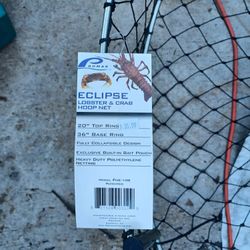 Promar
ECLIPSE
LOBSTER & CRAB
HOOP NET
20" TOP RING
36" BASE RING
FULLY COLLAPSIBLE DESIGN
EXCLUSIVE BUILT-IN BAIT POUCH
HEAVY DUTY POLYETHYLENE
NETTING